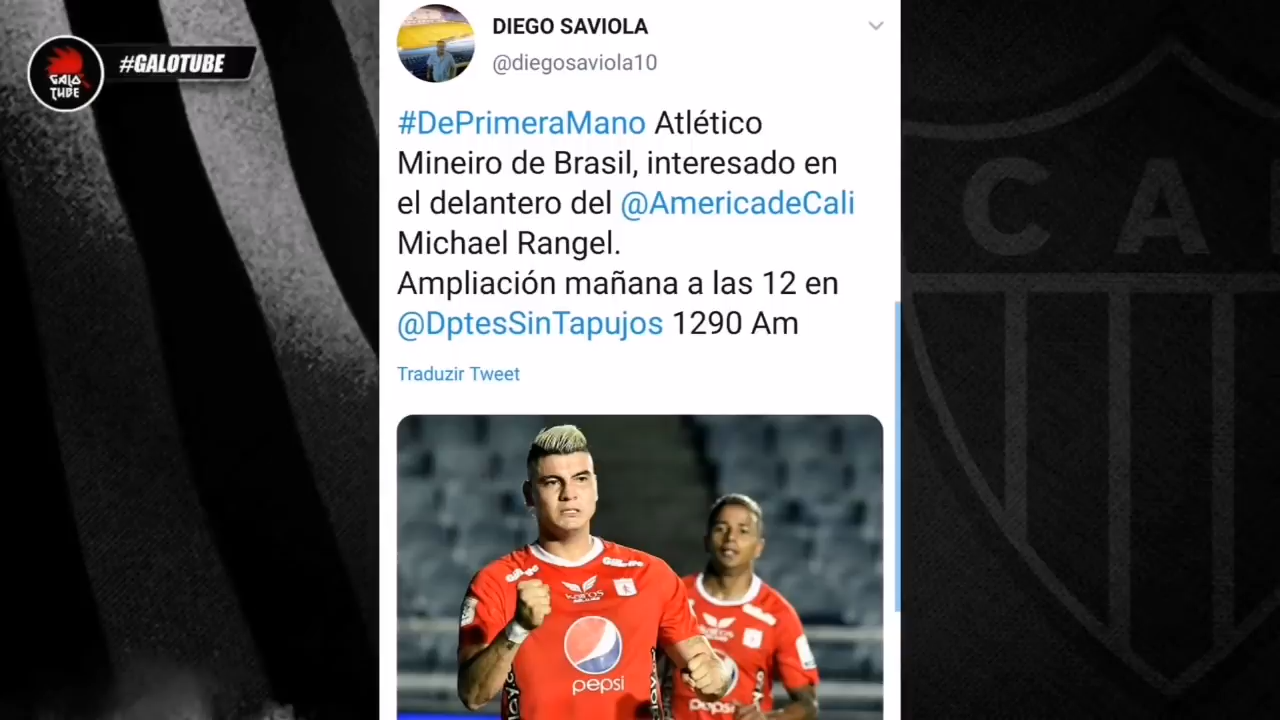 GALO
TUBE
#GALOTUBE
DIEGO SAVIOLA
@diegosaviola10
#DePrimeraMano Atlético
Mineiro de Brasil, interesado en
el delantero del @AmericadeCali
Michael Rangel.
Ampliación mañana a las 12 en
@DptesSinTapujos 1290 Am
Traduzir Tweet
C A
pepsi
pepsi